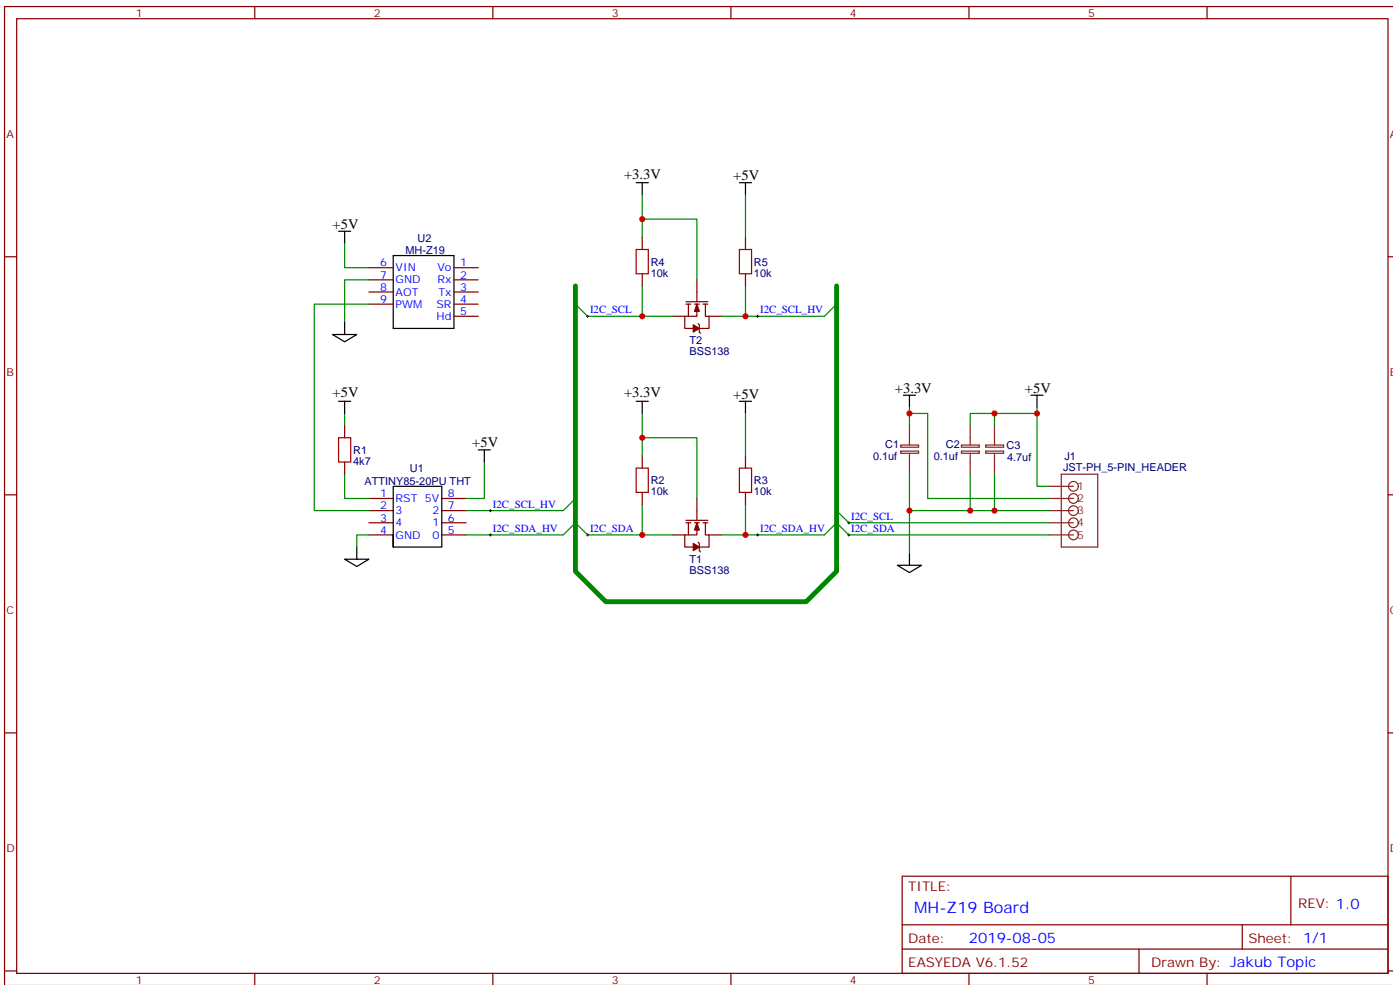 1 2 3 4 5
A A
+3.3V +5V
+5V
U2
MH-Z19
6 VIN Vo 1
7 GND Rx 2
8 AOT Tx 3
9 PWM SR 4
Hd 5
R4
10k
R5
10k
I2C_SCL I2C_SCL_HV
T2
BSS138
B B
+5V +3.3V +5V +3.3V +5V
R1
4k7
+5V
U1
ATTINY85-20PU THT
1 RST 5V 8
2 3 2 7
3 4 1 6
4 GND 0 5
I2C_SCL_HV
I2C_SDA_HV
R2
10k
R3
10k
I2C_SDA I2C_SDA_HV
T1
BSS138
C1
0.1uf
C2
0.1uf
C3
4.7uf
J1
JST-PH_5-PIN_HEADER
1
2
3
4
5
I2C_SCL
I2C_SDA
C C
D D
TITLE:
MH-Z19 Board
REV: 1.0
Date: 2019-08-05
Sheet: 1/1
EASYEDA V6.1.52
Drawn By: Jakub Topic
1 2 3 4 5